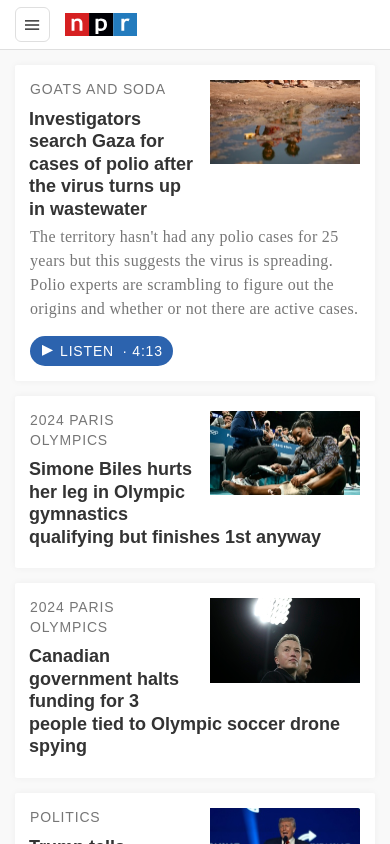 npr
GOATS AND SODA
Investigators
search Gaza for
cases of polio after
the virus turns up
in wastewater
The territory hasn't had any polio cases for 25
years but this suggests the virus is spreading.
Polio experts are scrambling to figure out the
origins and whether or not there are active cases.
LISTEN · 4:13
2024 PARIS
OLYMPICS
Simone Biles hurts
her leg in Olympic
gymnastics
qualifying but finishes 1st anyway
2024 PARIS
OLYMPICS
Canadian
government halts
funding for 3
people tied to Olympic soccer drone
spying
POLITICS
Trump tells